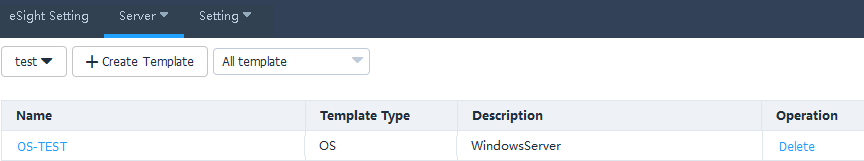 eSight Setting Server Setting
test + Create Template All template
Name Template Type Description Operation
OS-TEST OS WindowsServer Delete